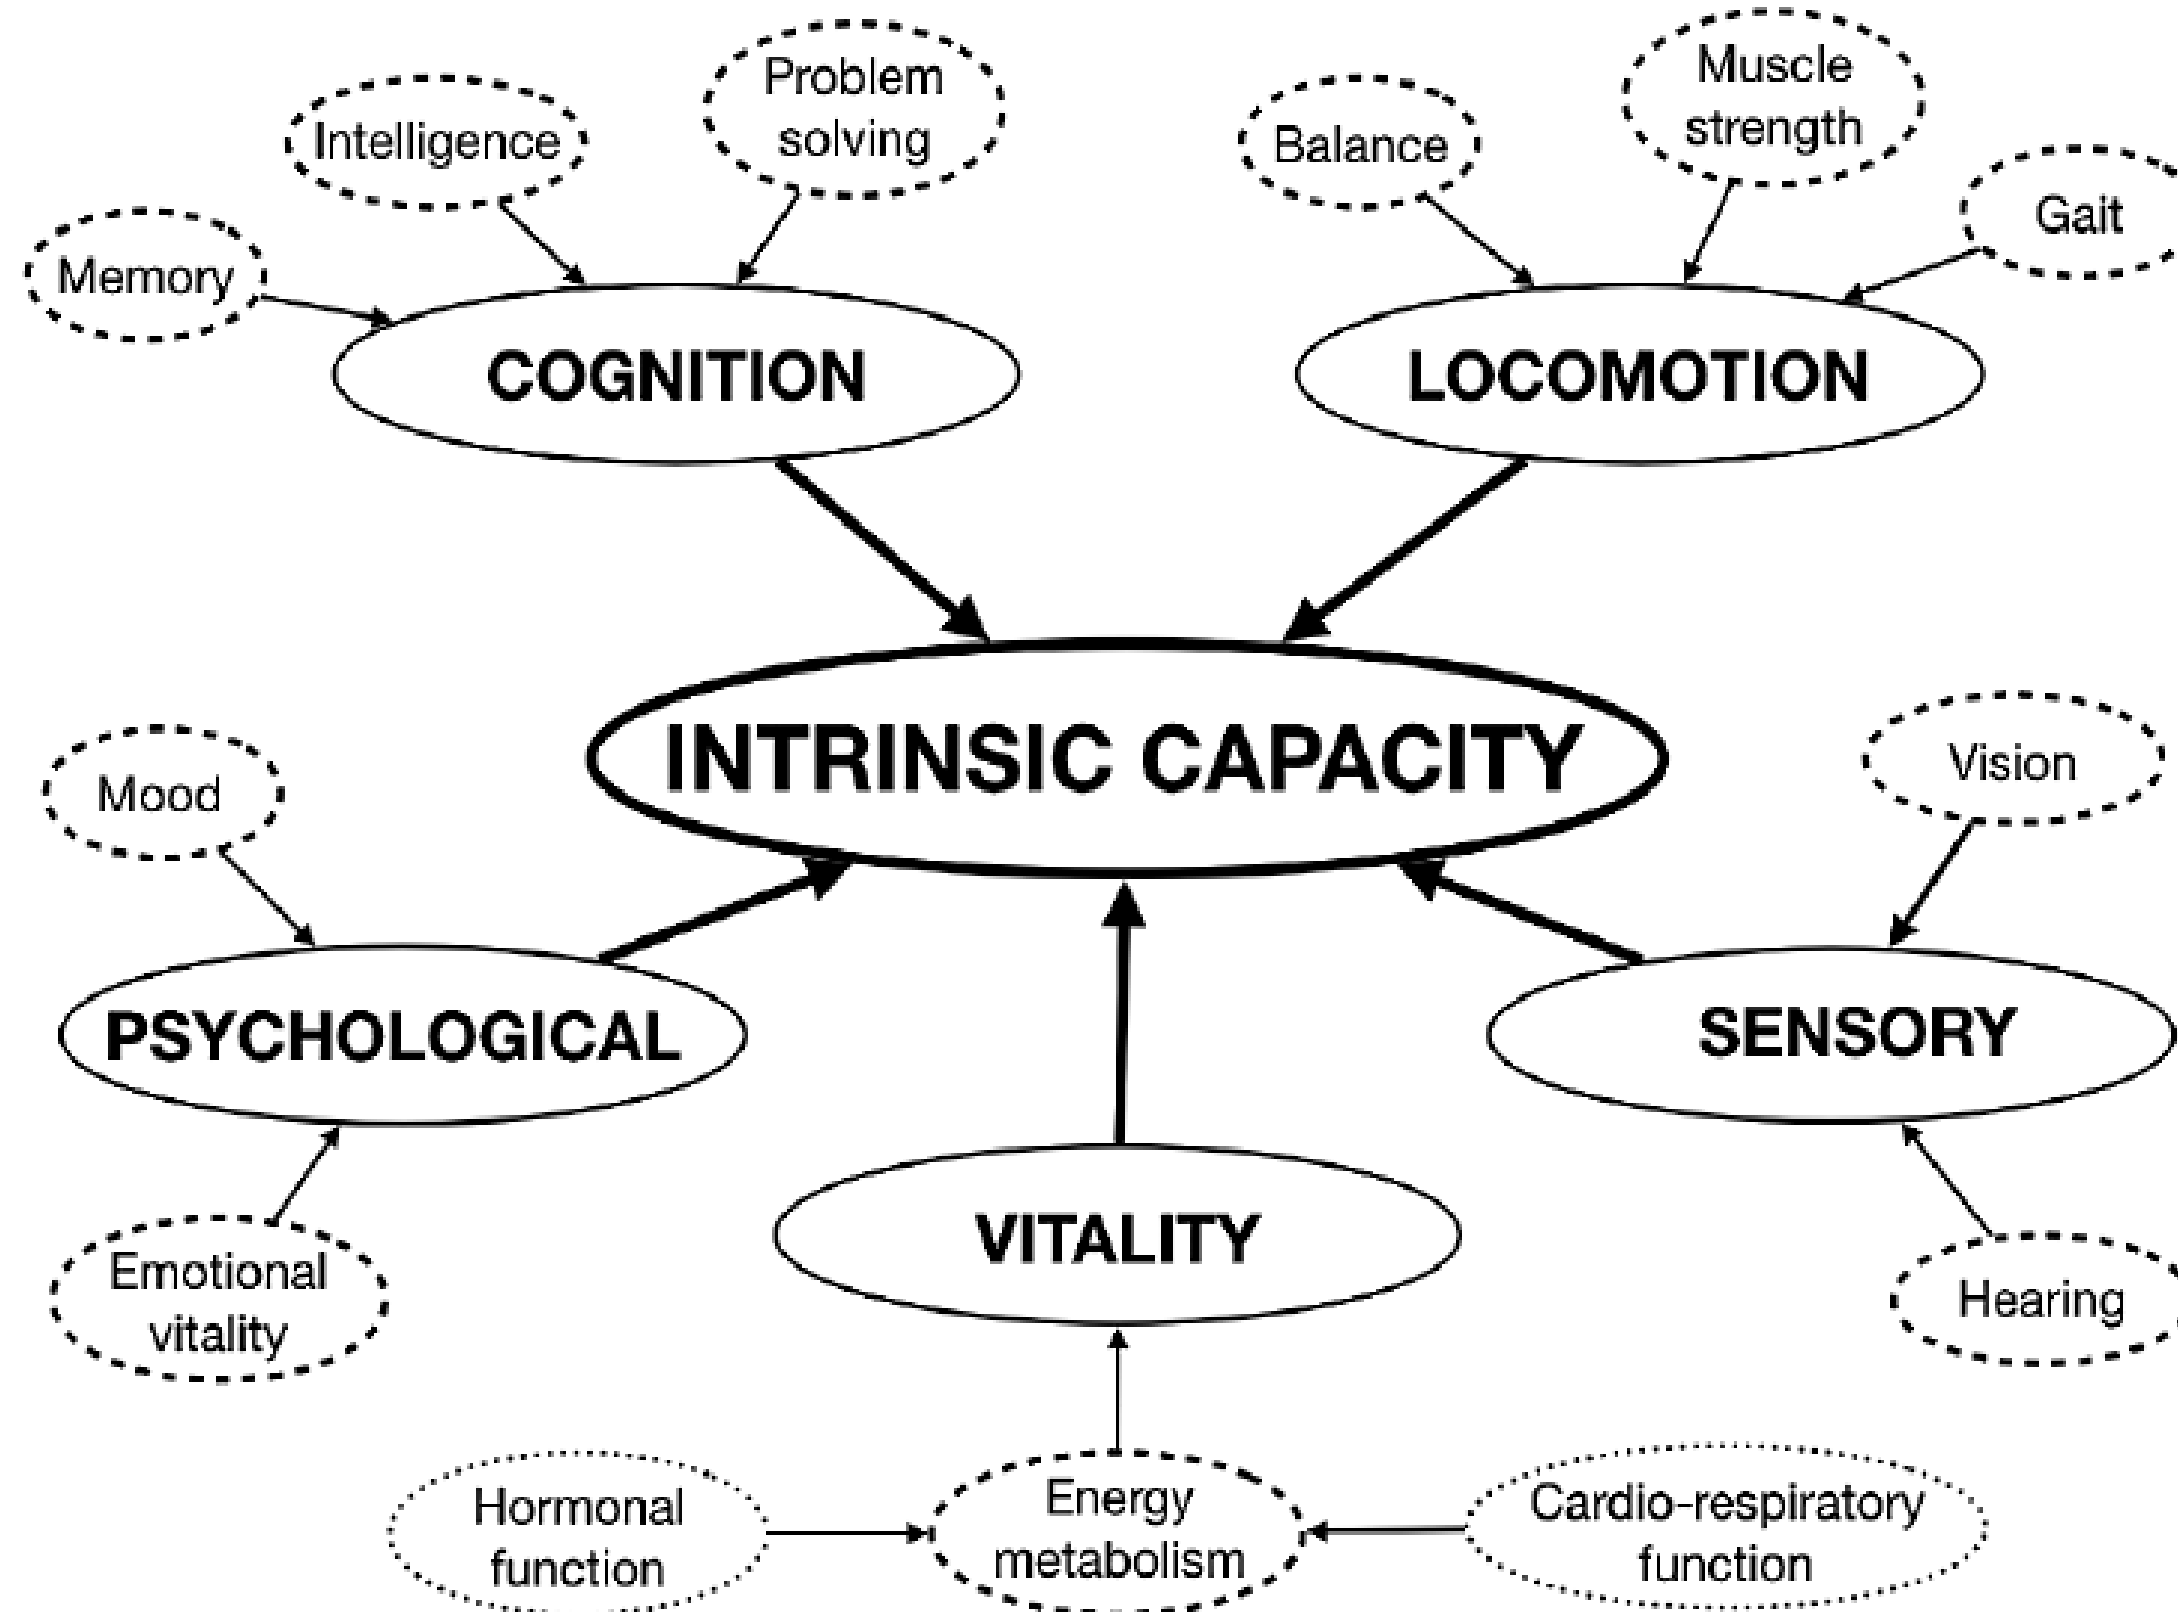 Problem
solving
Muscle
strength
Intelligence
Balance
Gait
Memory
COGNITION
LOCOMOTION
INTRINSIC CAPACITY
Mood
Vision
PSYCHOLOGICAL
SENSORY
VITALITY
Emotional
vitality
Hearing
Hormonal
function
Energy
metabolism
Cardio-respiratory
function